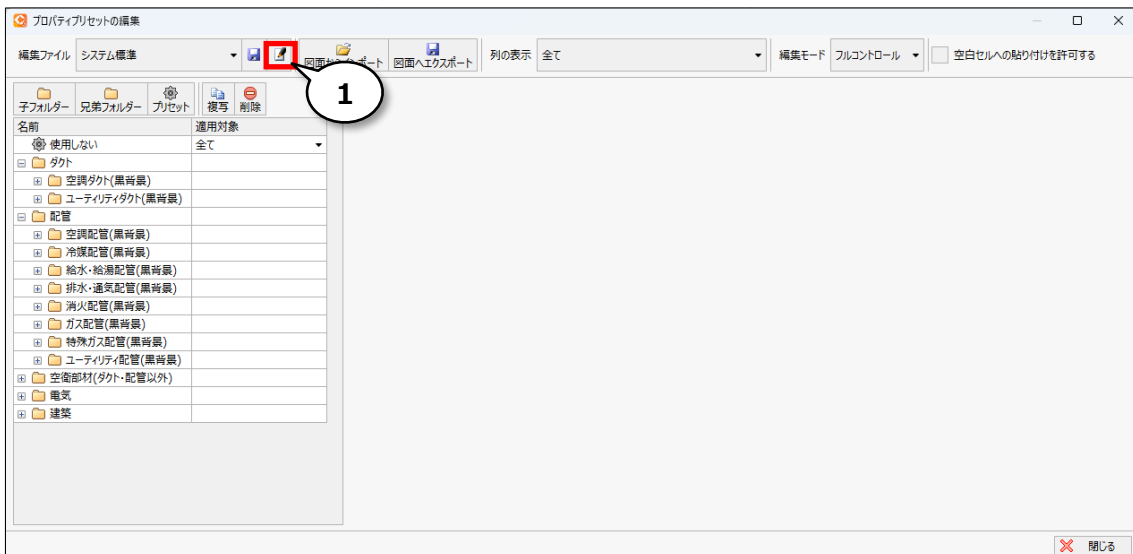 プロパティプリセットの編集
編集ファイル システム標準 図面からインポート 図面へエクスポート 列の表示 全て 編集モード フルコントロール 空白セルへの貼り付けを許可する
1
子フォルダー 兄弟フォルダー プリセット 複写 削除
名前 適用対象
使用しない 全て
ダクト
空調ダクト(黒背景)
ユーティリティダクト(黒背景)
配管
空調配管(黒背景)
冷媒配管(黒背景)
給水・給湯配管(黒背景)
排水・通気配管(黒背景)
消火配管(黒背景)
ガス配管(黒背景)
特殊ガス配管(黒背景)
ユーティリティ配管(黒背景)
空衛部材(ダクト・配管以外)
電気
建築
閉じる